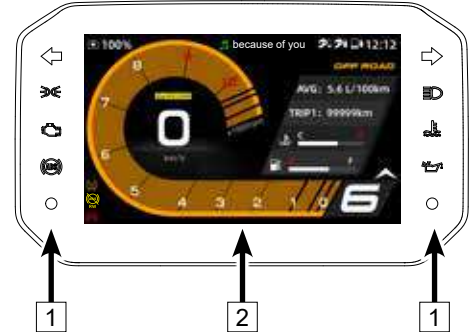 100% because of you 12:12
OFF ROAD
8
7
AVG: 5.6 L/100km
TRIP1: 99999km
0
km/h
C
6
F
5 4 3 2 1 0 6
ABS
1 2 1